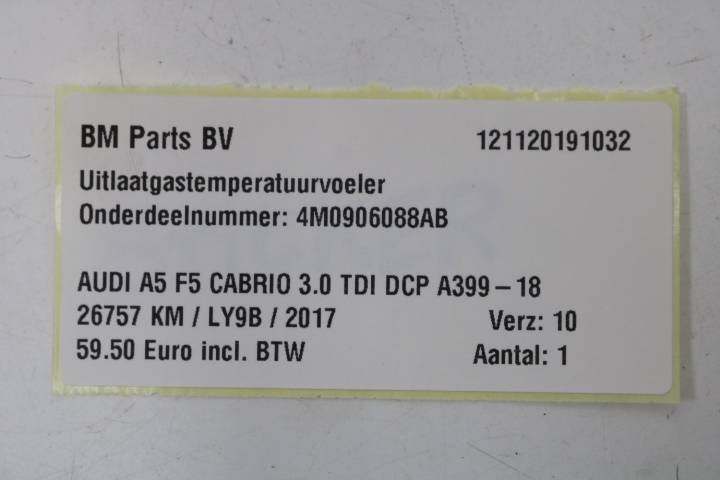 BM Parts BV 121120191032
Uitlaatgastemperatuurvoeler
Onderdeelnummer: 4M0906088AB
AUDI A5 F5 CABRIO 3.0 TDI DCP A399 – 18
26757 KM / LY9B / 2017 Verz: 10
59.50 Euro incl. BTW Aantal: 1